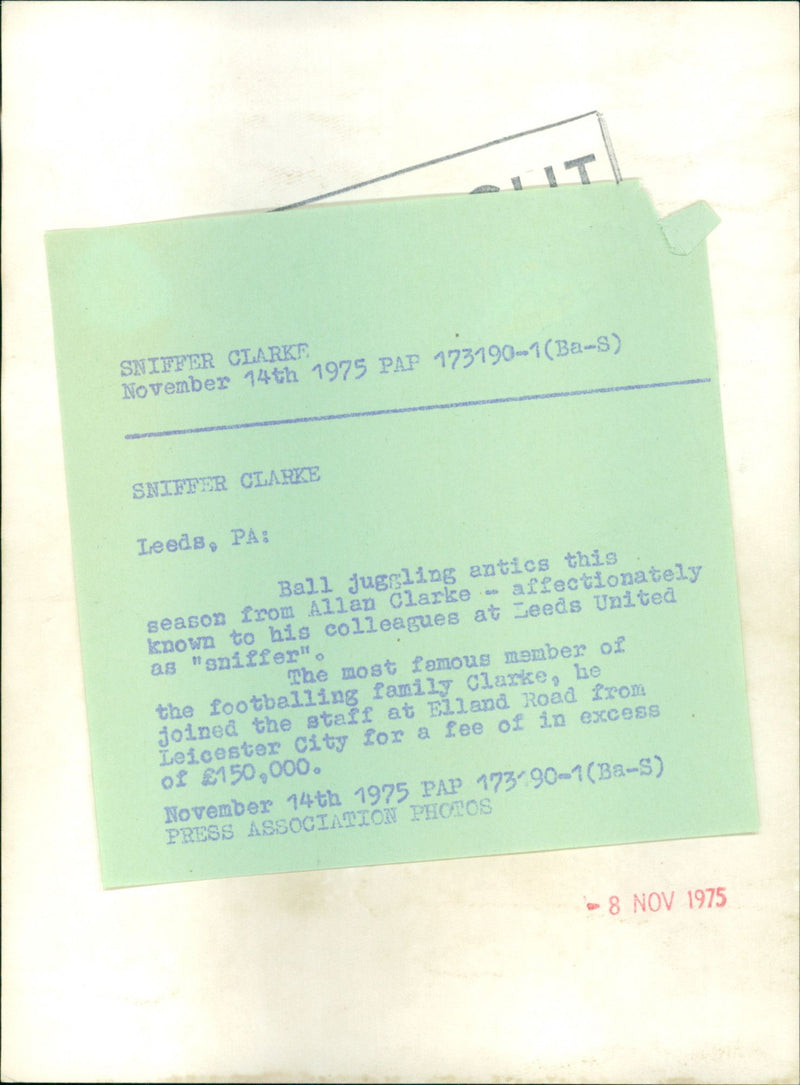 SNIFFER CLARKE
November 14th 1975 PAP 173190-1(Ba-S)
SNIFFER CLARKE
Leeds, PA:
Ball juggling antics this
season from Allan Clarke - affectionately
known to his colleagues at Leeds United
as "sniffer".
The most famous member of
the footballing family Clarke, he
joined the staff at Elland Road from
Leicester City for a fee of in excess
of £150,000.
November 14th 1975 PAP 173190-1(Ba-S)
PRESS ASSOCIATION PHOTOS
- 8 NOV 1975